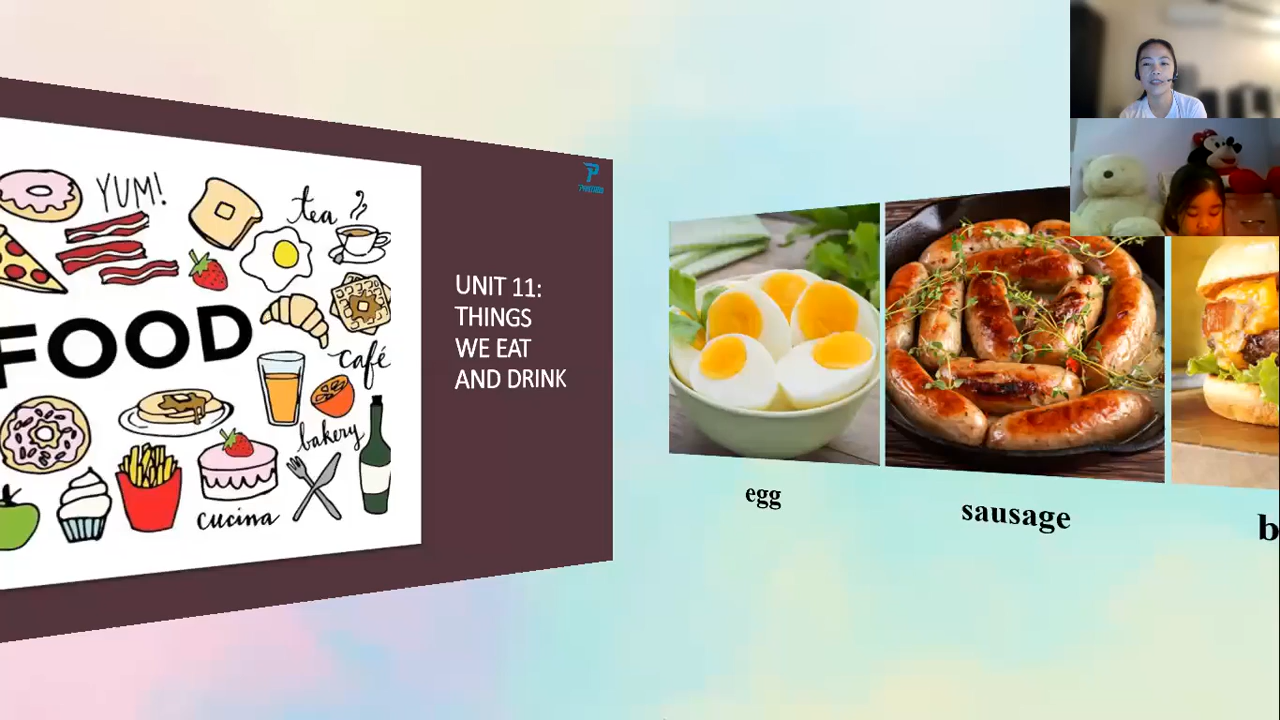 YUM!
tea
FOOD
café
bakery
cucina
UNIT 11:
THINGS
WE EAT
AND DRINK
egg
sausage
b